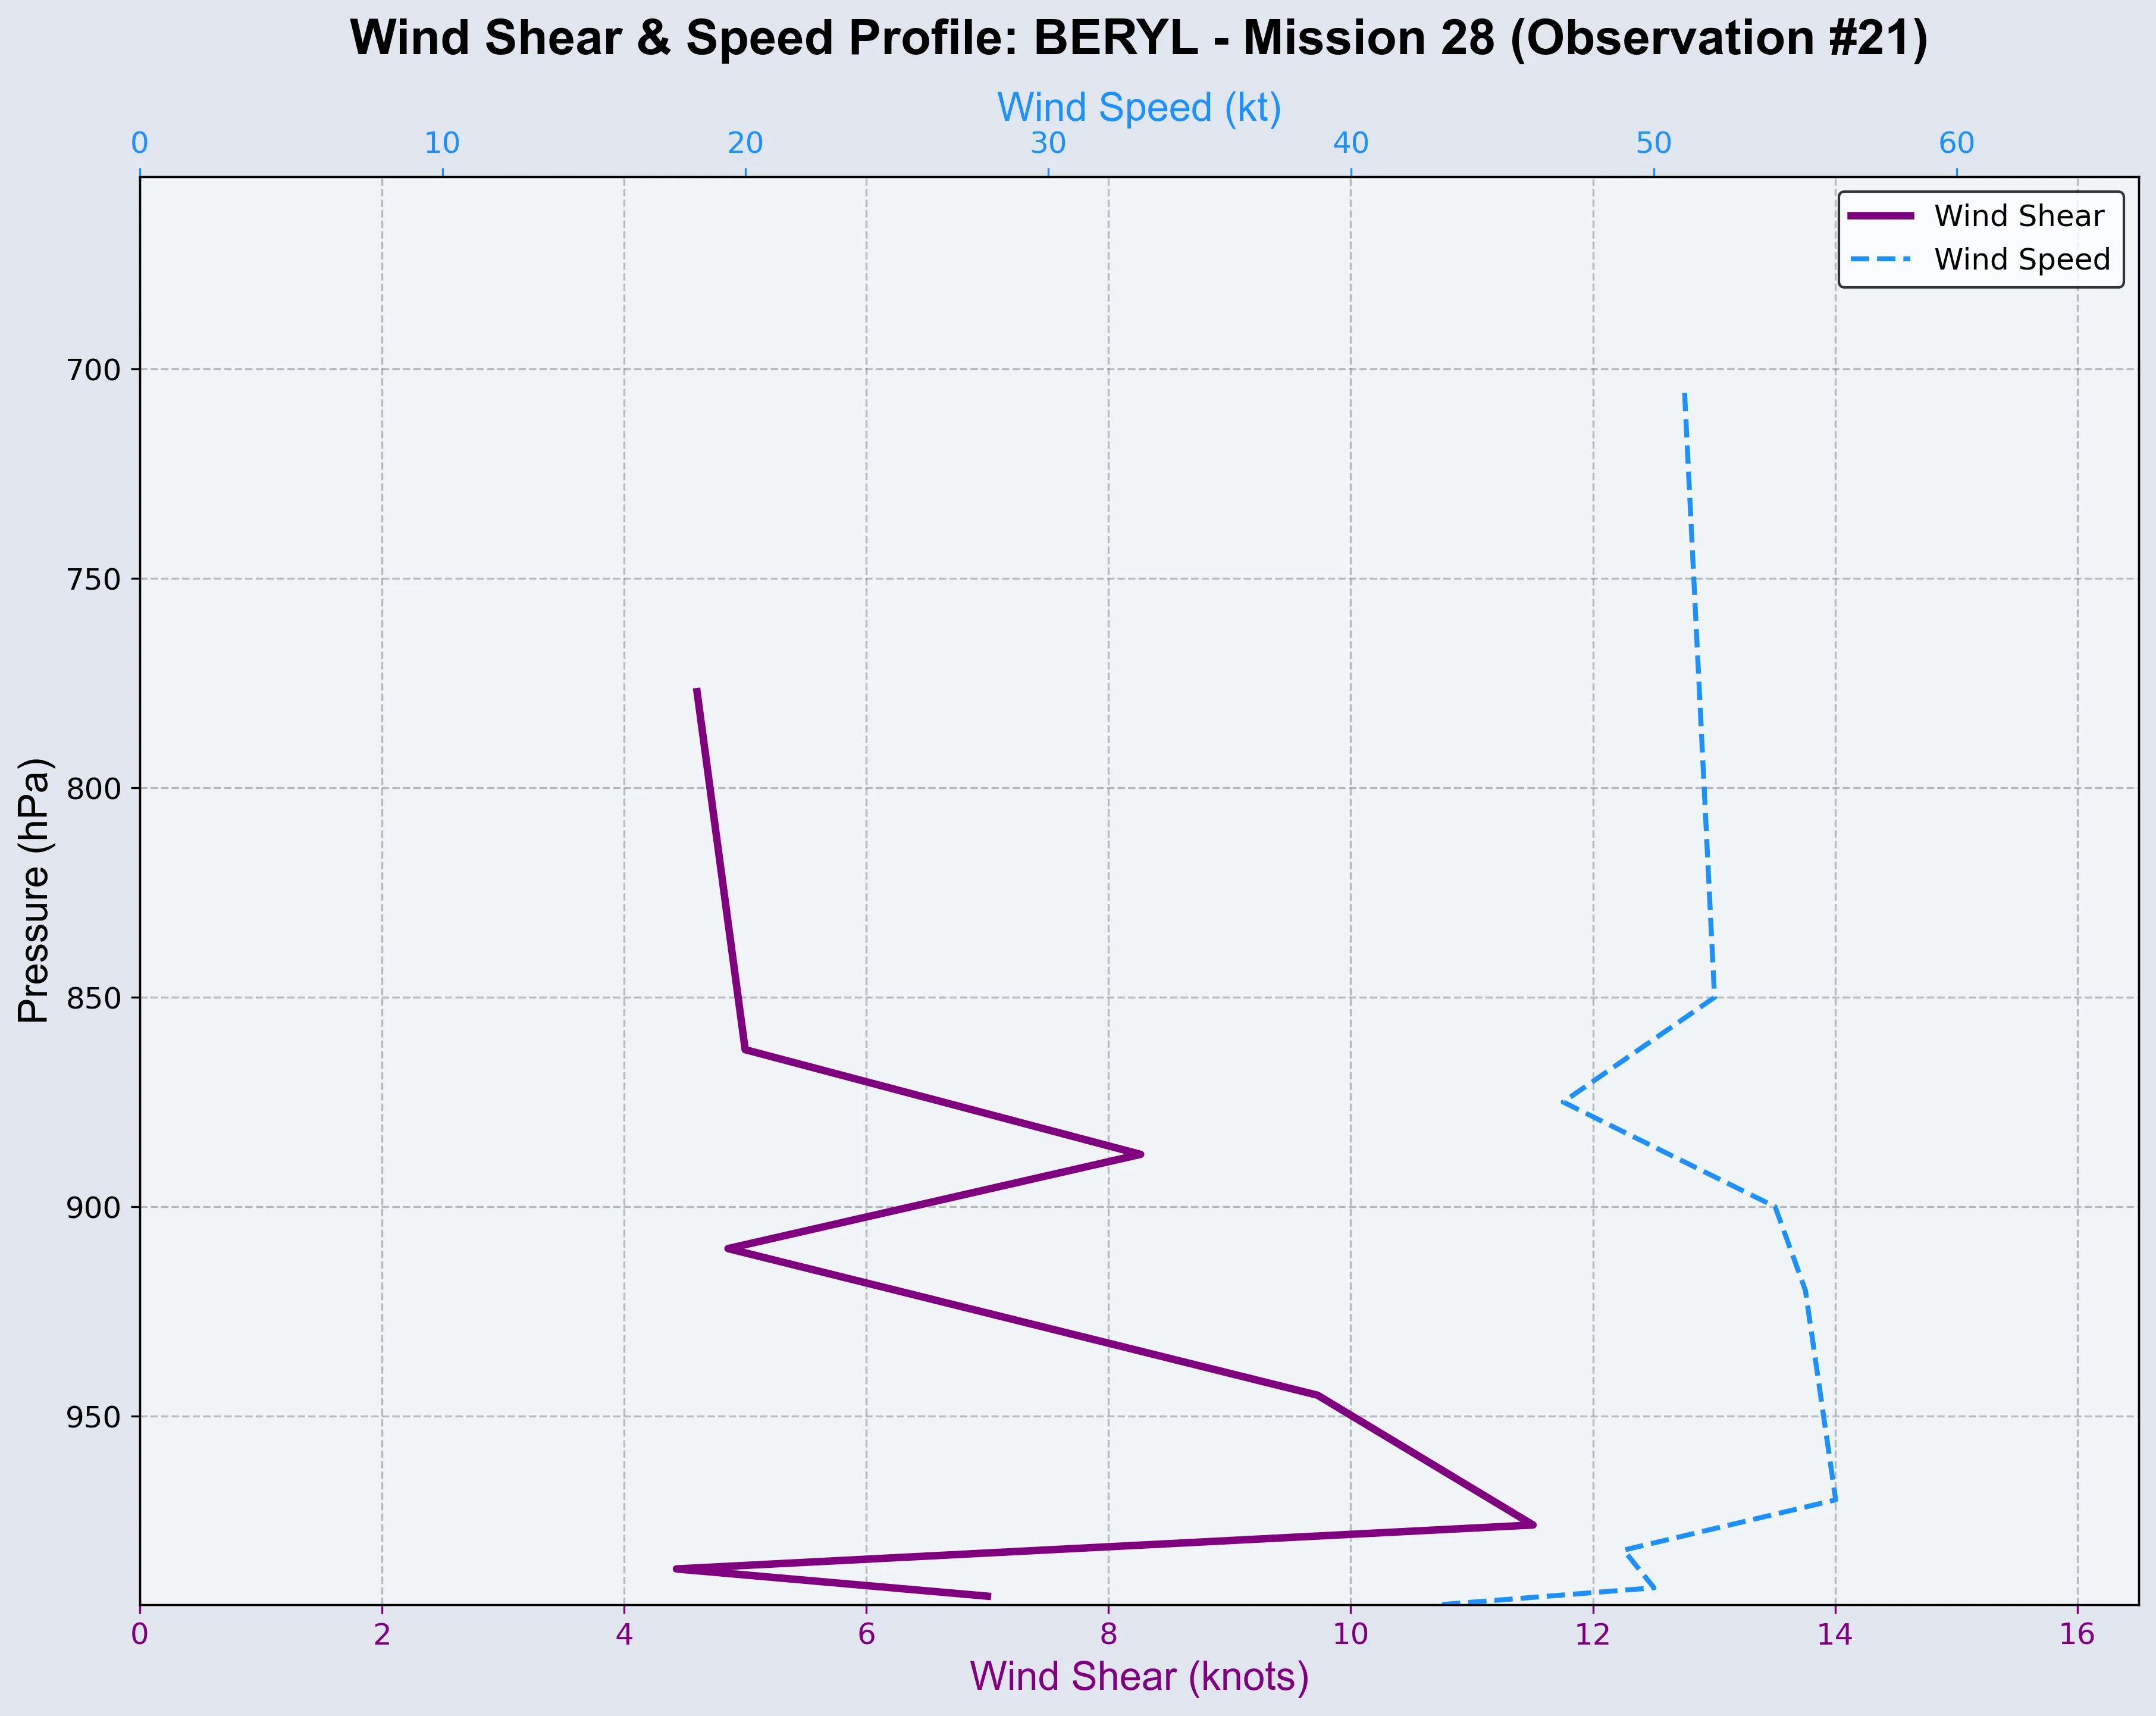 Wind Shear & Speed Profile: BERYL - Mission 28 (Observation #21)
Wind Speed (kt)
0 10 20 30 40 50 60
Wind Shear
Wind Speed
Pressure (hPa)
700
750
800
850
900
950
0 2 4 6 8 10 12 14 16
Wind Shear (knots)